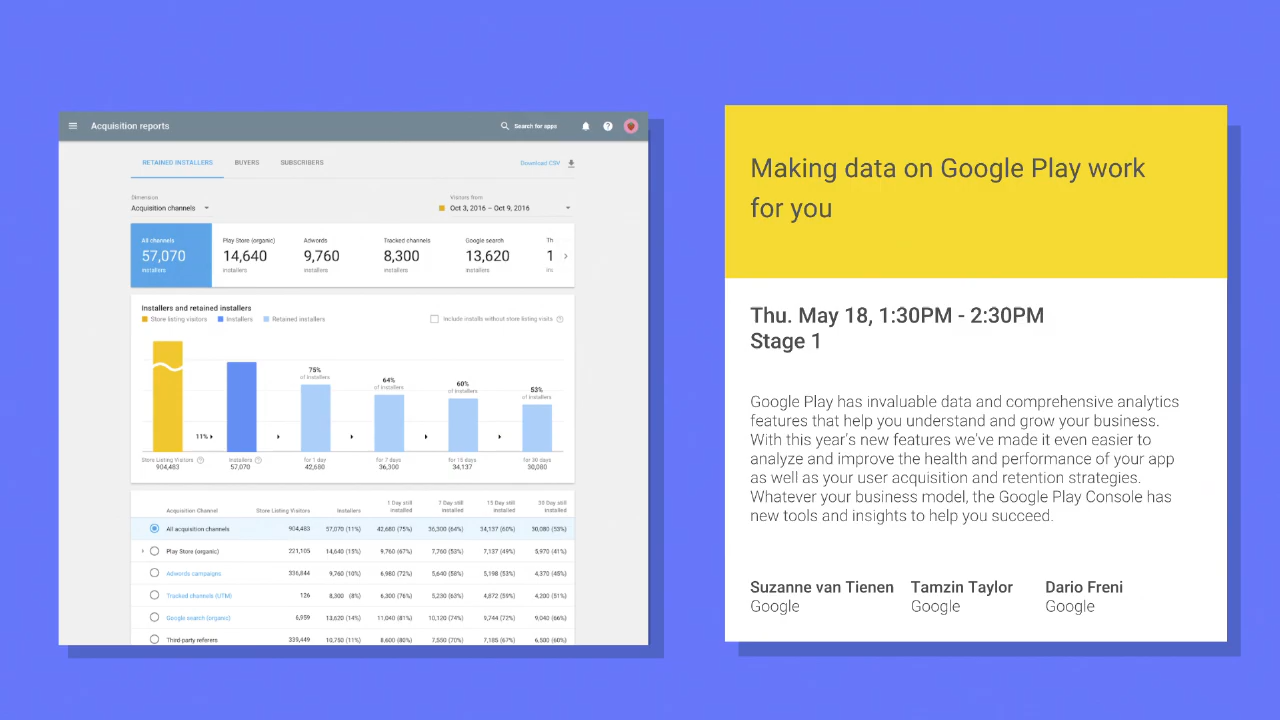 Acquisition reports
Search for apps
RETAINED INSTALLERS BUYERS SUBSCRIBERS
Download CSV
Dimension
Acquisition channels
Visitors from
Oct 3, 2016 – Oct 9, 2016
All channels
57,070
installers
Play Store (organic)
14,640
installers
Adwords
9,760
installers
Tracked channels
8,300
installers
Google search
13,620
installers
Th
1
ins
Installers and retained installers
Store listing visitors Installers Retained installers
Include installs without store listing visits
11%
75%
of installers
64%
of installers
60%
of installers
53%
of installers
Store Listing Visitors
904,483
Installers
57,070
for 1 day
42,680
for 7 days
36,300
for 15 days
34,137
for 30 days
30,080
Acquisition Channel Store Listing Visitors Installers 1 Day still installed 7 Day still installed 15 Day still installed 30 Day still installed
All acquisition channels 904,483 57,070 (11%) 42,680 (75%) 36,300 (64%) 34,137 (60%) 30,080 (53%)
Play Store (organic) 221,105 14,640 (15%) 9,760 (67%) 7,760 (53%) 7,137 (49%) 5,970 (41%)
Adwords campaigns 336,844 9,760 (10%) 6,980 (72%) 5,640 (58%) 5,198 (53%) 4,370 (45%)
Tracked channels (UTM) 126 8,300 (8%) 6,300 (76%) 5,230 (63%) 4,872 (59%) 4,200 (51%)
Google search (organic) 6,959 13,620 (14%) 11,040 (81%) 10,120 (74%) 9,744 (72%) 9,040 (66%)
Third-party referers 339,449 10,750 (11%) 8,600 (80%) 7,550 (70%) 7,185 (67%) 6,500 (60%)
Making data on Google Play work
for you
Thu. May 18, 1:30PM - 2:30PM
Stage 1
Google Play has invaluable data and comprehensive analytics
features that help you understand and grow your business.
With this year's new features we've made it even easier to
analyze and improve the health and performance of your app
as well as your user acquisition and retention strategies.
Whatever your business model, the Google Play Console has
new tools and insights to help you succeed.
Suzanne van Tienen
Google
Tamzin Taylor
Google
Dario Freni
Google